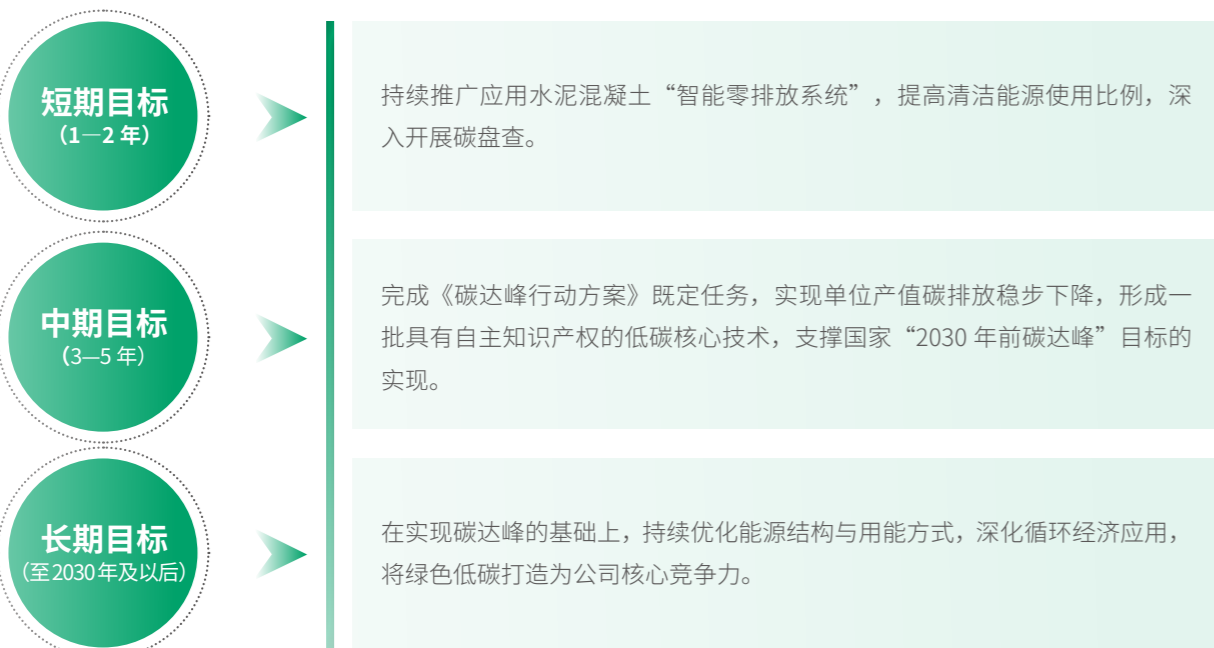 短期目标
（1—2 年）
持续推广应用水泥混凝土“智能零排放系统”，提高清洁能源使用比例，深
入开展碳盘查。
中期目标
（3—5 年）
完成《碳达峰行动方案》既定任务，实现单位产值碳排放稳步下降，形成一
批具有自主知识产权的低碳核心技术，支撑国家“2030 年前碳达峰”目标的
实现。
长期目标
（至2030年及以后）
在实现碳达峰的基础上，持续优化能源结构与用能方式，深化循环经济应用，
将绿色低碳打造为公司核心竞争力。